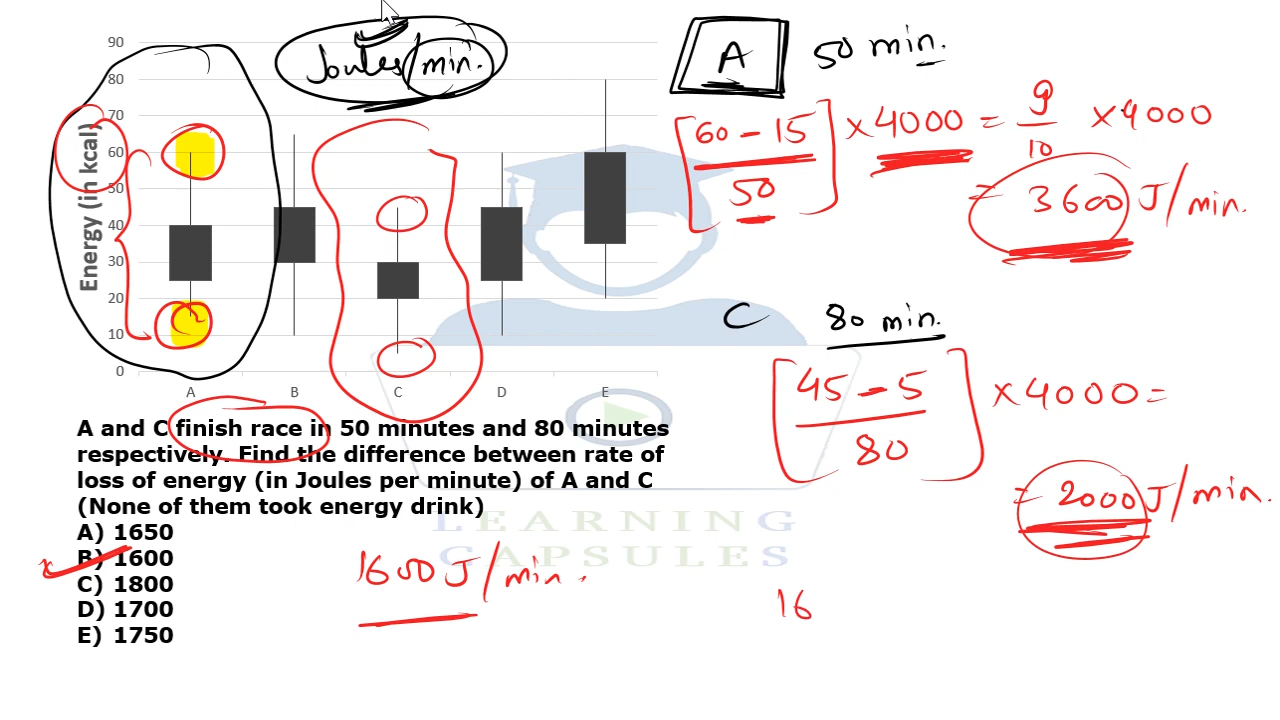 90
80
70
60
50
40
30
20
10
0
Energy (in kcal)
A B C D E
Joules/min.
A 50 min.
[60 - 15 / 50] ×4000 = 9/10 ×4000
= 3600 J/min.
C 80 min.
[45 - 5 / 80] ×4000 =
= 2000 J/min.
A and C finish race in 50 minutes and 80 minutes
respectively. Find the difference between rate of
loss of energy (in Joules per minute) of A and C
(None of them took energy drink)
A) 1650
B) 1600
C) 1800
D) 1700
E) 1750
1600 J/min.
16
LEARNING
CAPSULES